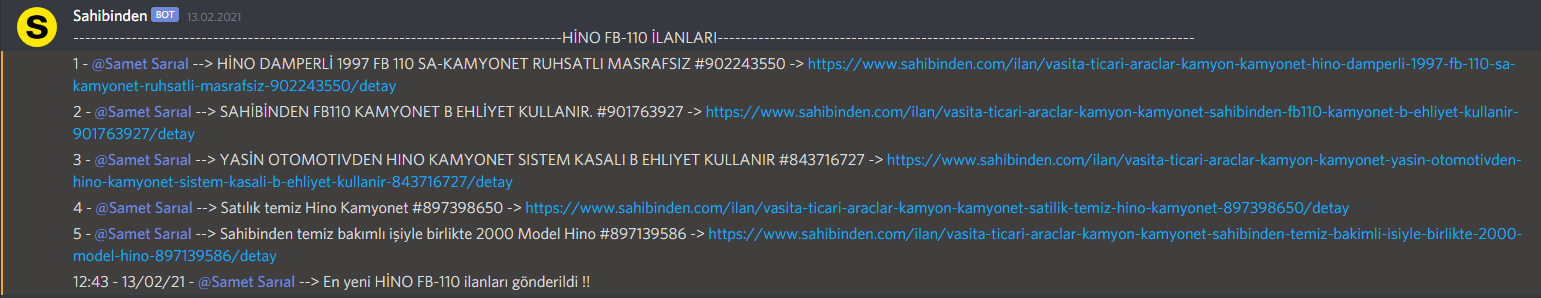 S
Sahibinden BOT 13.02.2021
--------------------------------------------------------------------------------------HİNO FB-110 İLANLARI------------------------------------------------------------------------------------
1 - @Samet Sarıal --> HİNO DAMPERLİ 1997 FB 110 SA-KAMYONET RUHSATLI MASRAFSIZ #902243550 -> https://www.sahibinden.com/ilan/vasita-ticari-araclar-kamyon-kamyonet-hino-damperli-1997-fb-110-sa-
kamyonet-ruhsatli-masrafsiz-902243550/detay
2 - @Samet Sarıal --> SAHİBİNDEN FB110 KAMYONET B EHLİYET KULLANIR. #901763927 -> https://www.sahibinden.com/ilan/vasita-ticari-araclar-kamyon-kamyonet-sahibinden-fb110-kamyonet-b-ehliyet-kullanir-
901763927/detay
3 - @Samet Sarıal --> YASİN OTOMOTIVDEN HINO KAMYONET SISTEM KASALI B EHLIYET KULLANIR #843716727 -> https://www.sahibinden.com/ilan/vasita-ticari-araclar-kamyon-kamyonet-yasin-otomotivden-
hino-kamyonet-sistem-kasali-b-ehliyet-kullanir-843716727/detay
4 - @Samet Sarıal --> Satılık temiz Hino Kamyonet #897398650 -> https://www.sahibinden.com/ilan/vasita-ticari-araclar-kamyon-kamyonet-satilik-temiz-hino-kamyonet-897398650/detay
5 - @Samet Sarıal --> Sahibinden temiz bakımlı işiyle birlikte 2000 Model Hino #897139586 -> https://www.sahibinden.com/ilan/vasita-ticari-araclar-kamyon-kamyonet-sahibinden-temiz-bakimli-isiyle-birlikte-2000-
model-hino-897139586/detay
12:43 - 13/02/21 - @Samet Sarıal --> En yeni HİNO FB-110 ilanları gönderildi !!